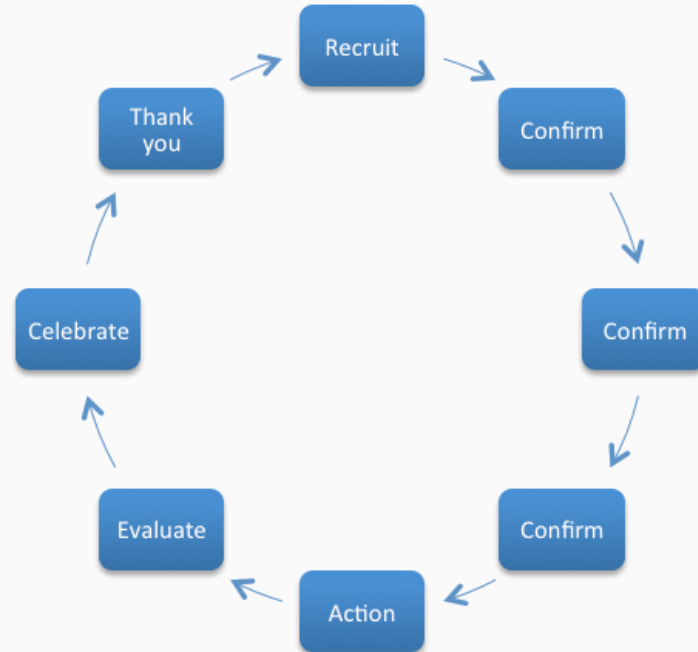 Recruit
Confirm
Confirm
Confirm
Action
Evaluate
Celebrate
Thank
you